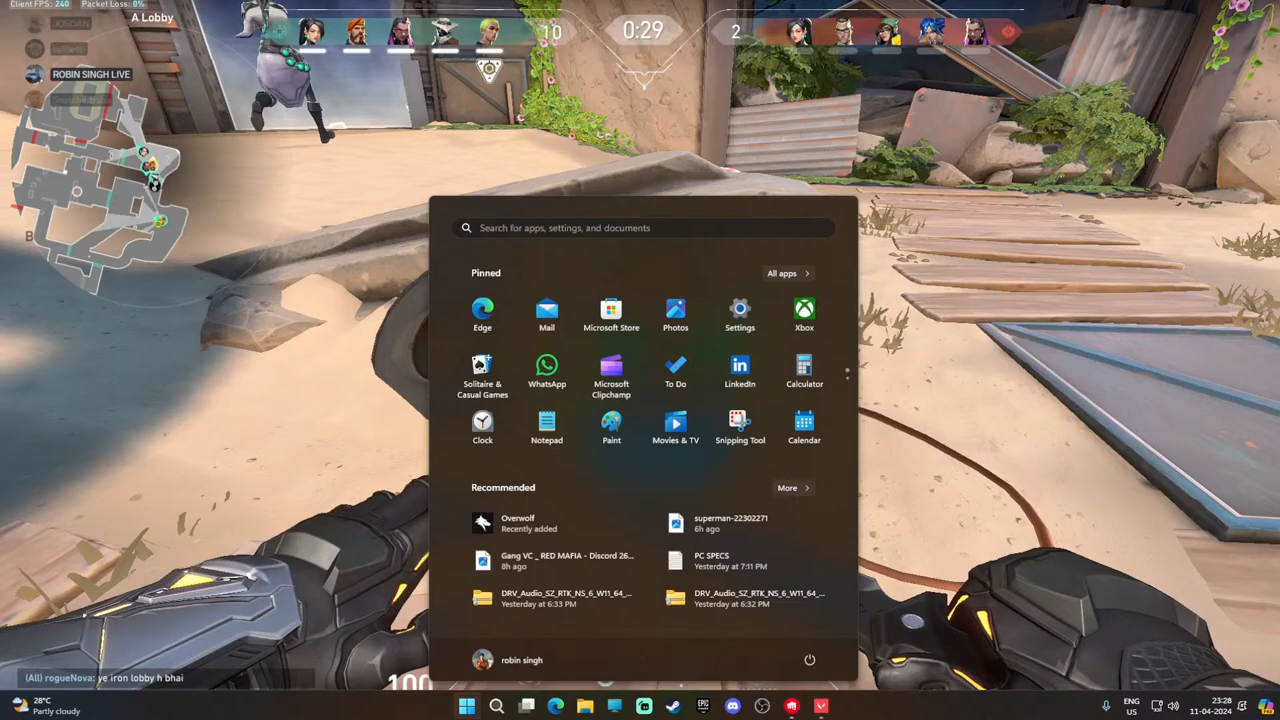 Client FPS: 240 Packet Loss: 0%
A Lobby
JORDAN
ROBIN SINGH LIVE
10
0:29
2
B
Search for apps, settings, and documents
Pinned
All apps
Edge
Mail
Microsoft Store
Photos
Settings
Xbox
Solitaire &
Casual Games
WhatsApp
Microsoft
Clipchamp
To Do
LinkedIn
Calculator
Clock
Notepad
Paint
Movies & TV
Snipping Tool
Calendar
Recommended
More
Overwolf
Recently added
superman-22302271
6h ago
Gang VC _ RED MAFIA - Discord 26...
8h ago
PC SPECS
Yesterday at 7:11 PM
DRV_Audio_SZ_RTK_NS_6_W11_64_...
Yesterday at 6:33 PM
DRV_Audio_SZ_RTK_NS_6_W11_64_...
Yesterday at 6:32 PM
robin singh
(All) rogueNova: ye iron lobby h bhai
100
28°C
Partly cloudy
EPIC
ENG
US
23:28
11-04-2024